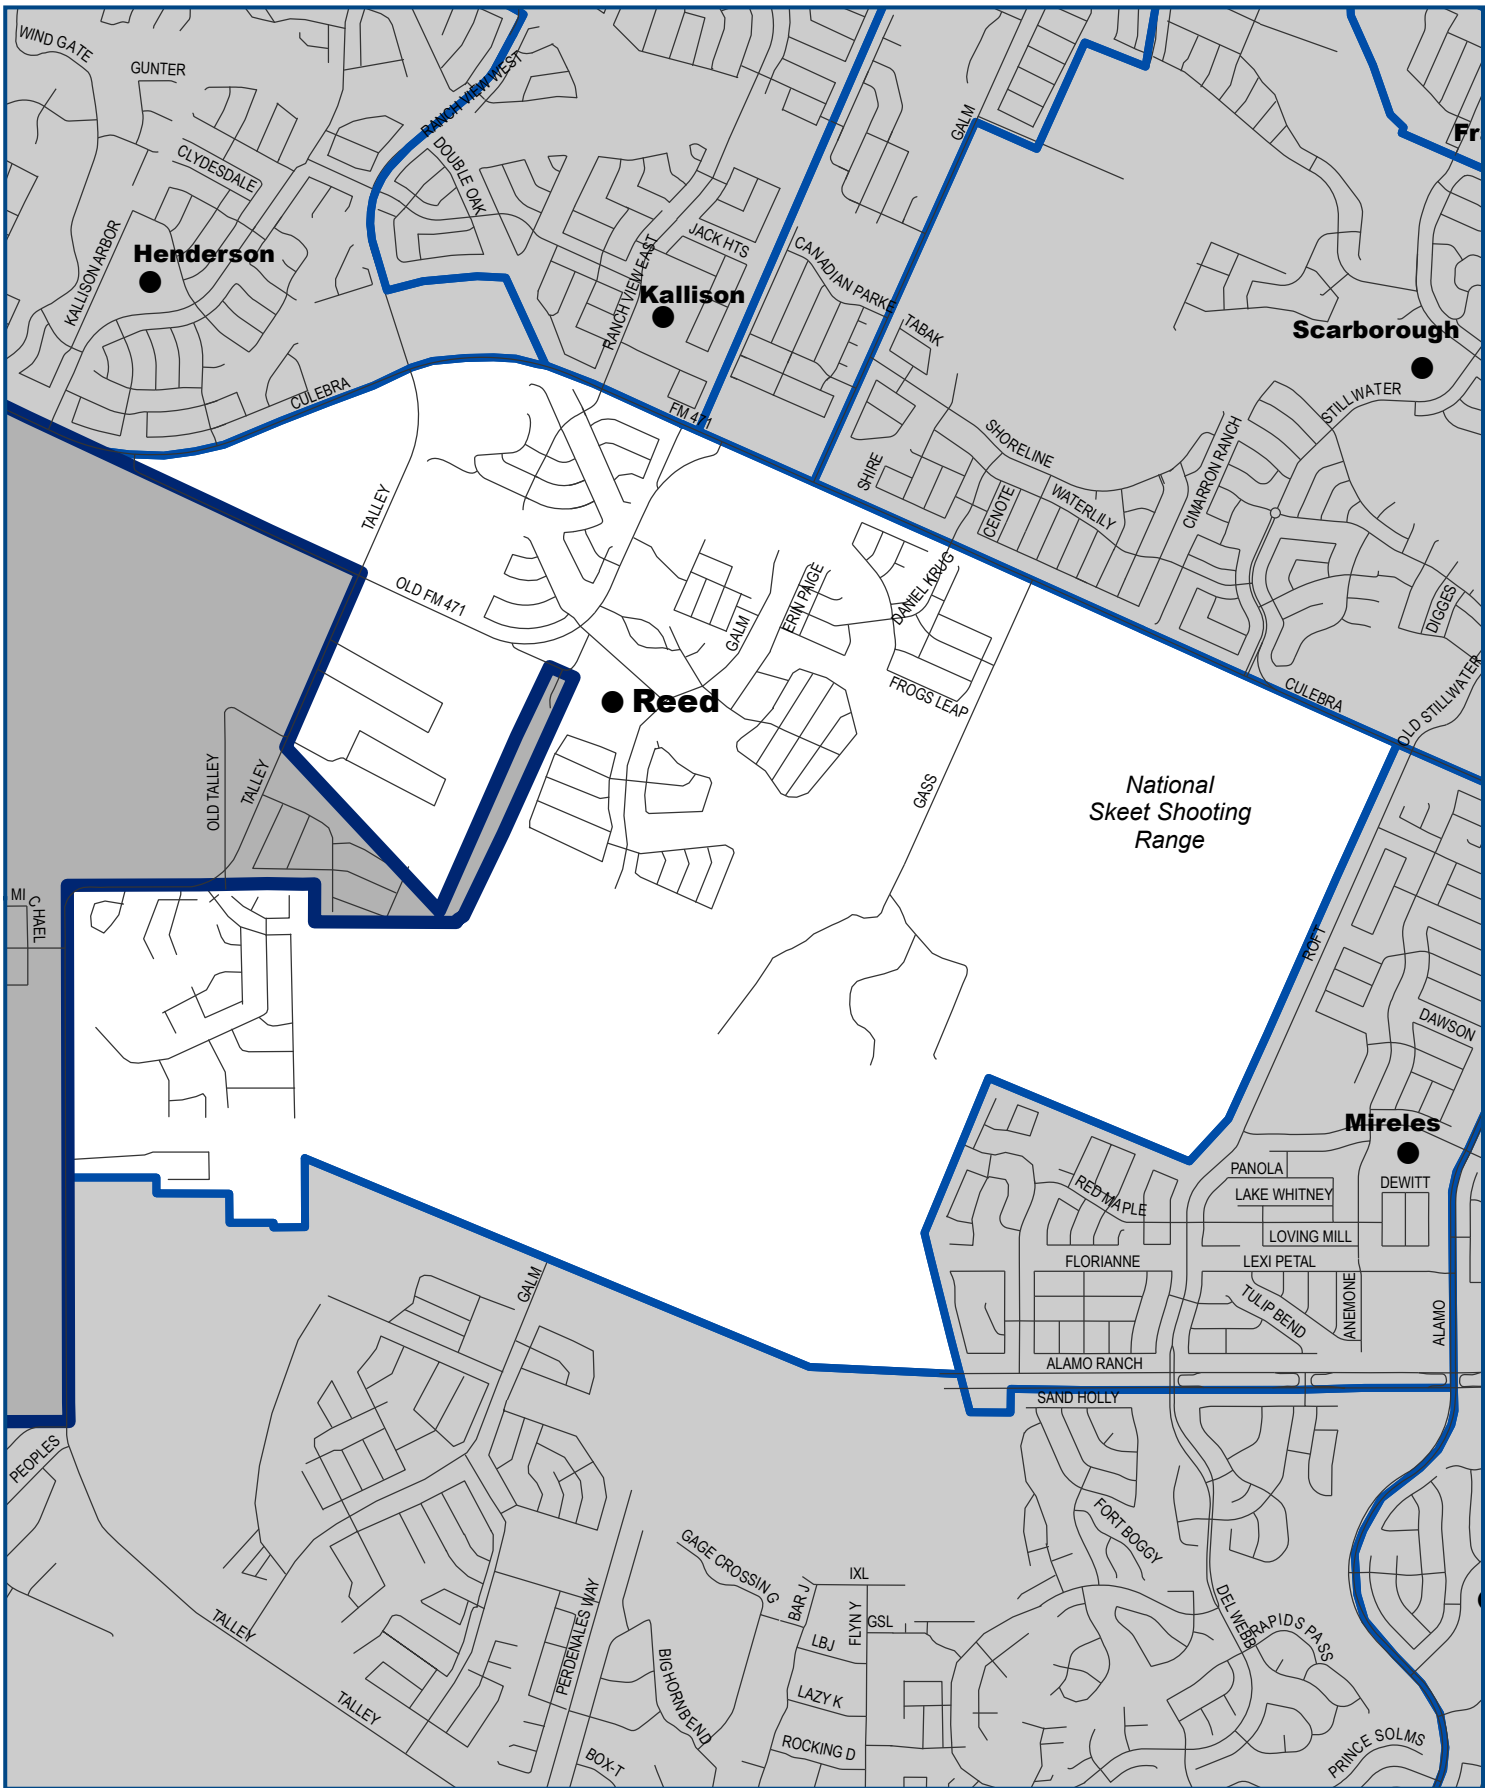 WIND GATE
GUNTER
RANCH VIEW WEST
GALM
Fr
CLYDESDALE
DOUBLE OAK
KALLISON ARBOR
Henderson
JACK HTS
RANCH VIEW EAST
Kallison
CANADIAN PARKE
TABAK
Scarborough
CULEBRA
FM 471
STILLWATER
SHORELINE
SHIRE
CENOTE
WATERLILY
CIMARRON RANCH
TALLEY
OLD FM 471
GALM
ERIN PAIGE
DANIEL KRUG
DIGGES
FROGS LEAP
CULEBRA
OLD STILLWATER
Reed
OLD TALLEY
TALLEY
GASS
National
Skeet Shooting
Range
MI
CHAEL
ROFT
DAWSON
Mireles
PANOLA
DEWITT
LAKE WHITNEY
RED MAPLE
LOVING MILL
FLORIANNE
LEXI PETAL
GALM
TULIP BEND
ANEMONE
ALAMO
ALAMO RANCH
SAND HOLLY
PEOPLES
FORT BOGGY
GAGE CROSSING
BAR J
IXL
FLYN Y
GSL
DEL WEBB
RAPIDS PASS
TALLEY
PERDENALES WAY
LBJ
BIGHORN BEND
LAZY K
TALLEY
ROCKING D
BOX-T
PRINCE SOLMS